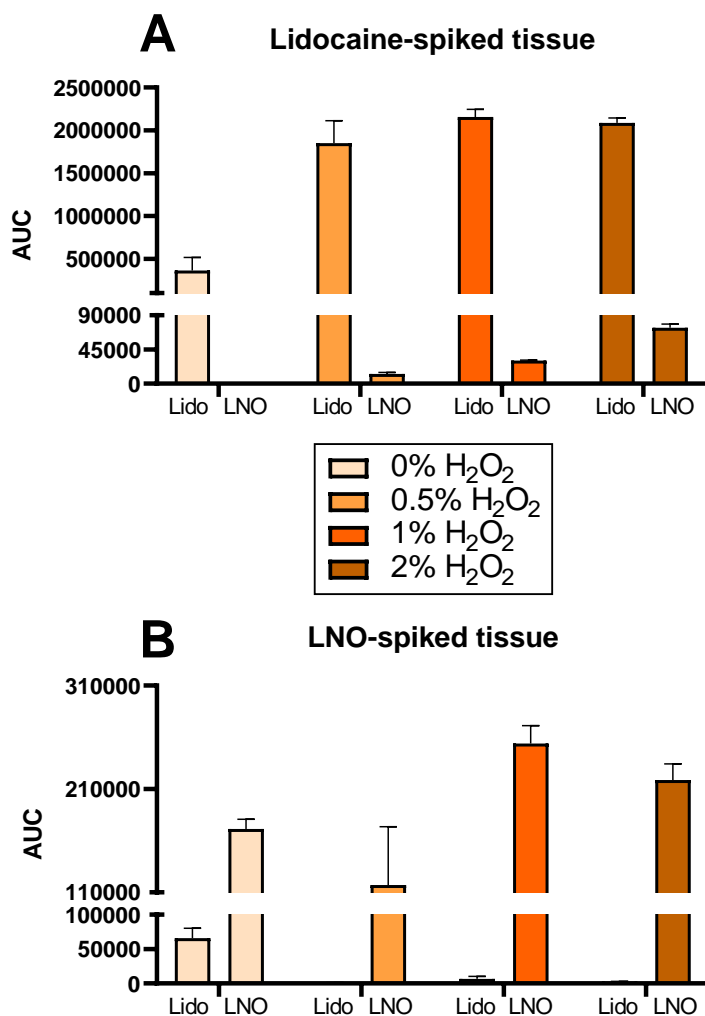 A
Lidocaine-spiked tissue
AUC
2500000
2000000
1500000
1000000
500000
90000
45000
0
Lido LNO Lido LNO Lido LNO Lido LNO
0% H₂O₂
0.5% H₂O₂
1% H₂O₂
2% H₂O₂
B
LNO-spiked tissue
AUC
310000
210000
110000
100000
50000
0
Lido LNO Lido LNO Lido LNO Lido LNO